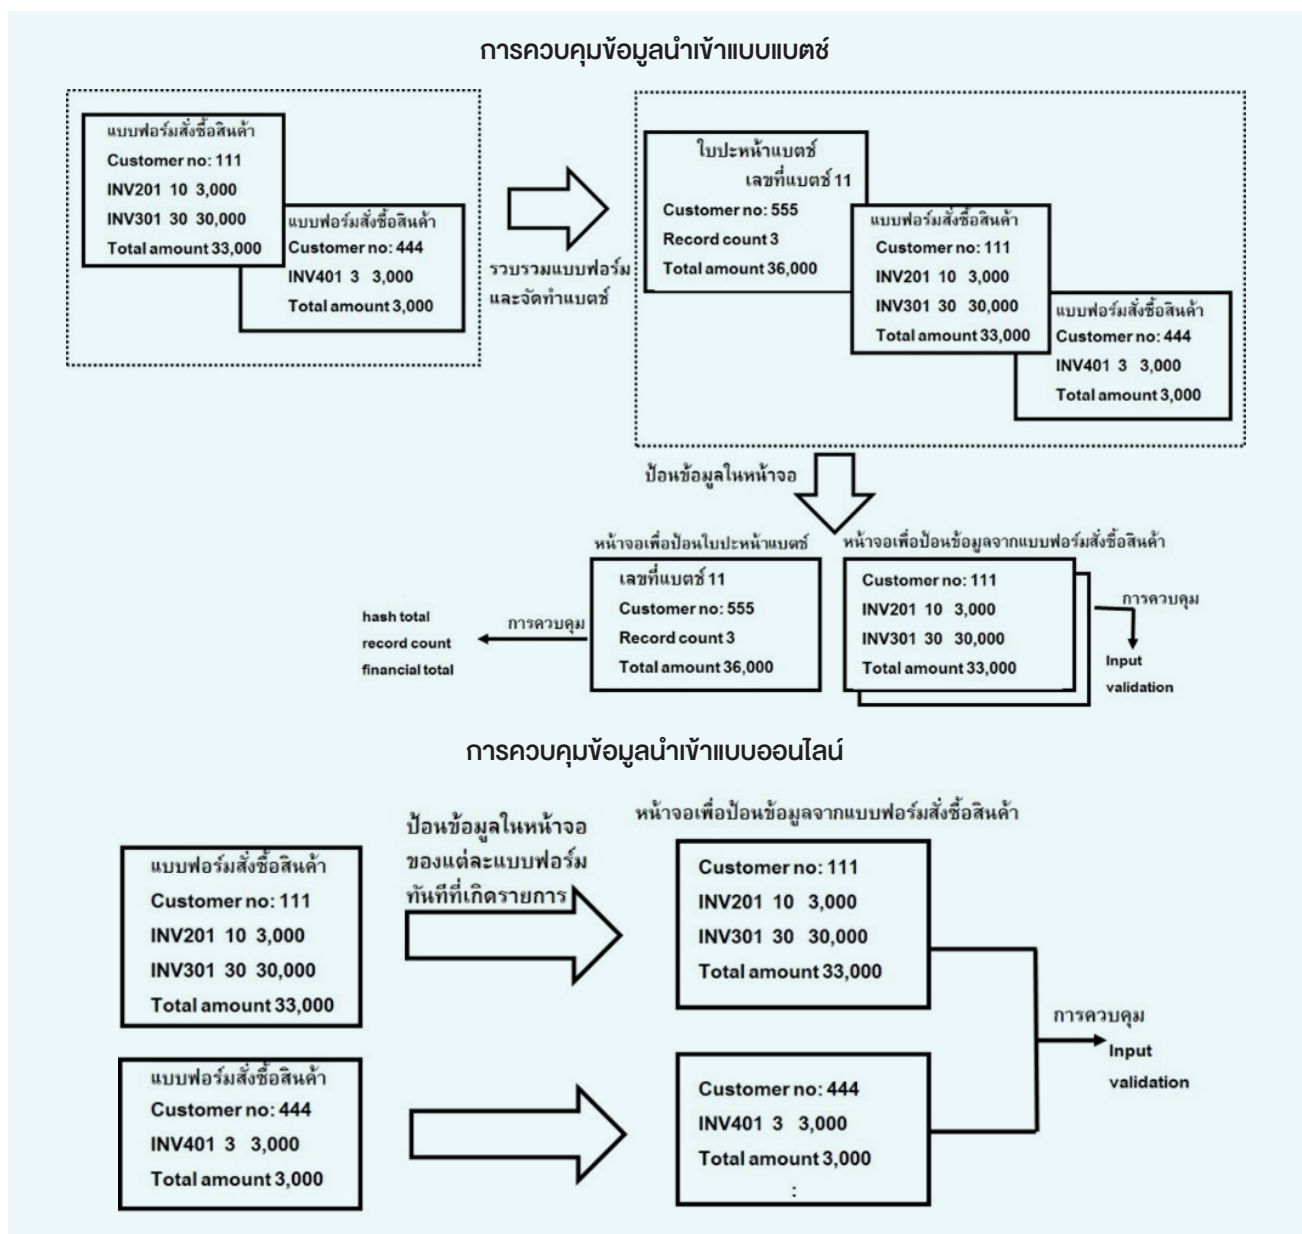 การควบคุมข้อมูลนำเข้าแบบแบตช์
แบบฟอร์มสั่งซื้อสินค้า
Customer no: 111
INV201 10 3,000
INV301 30 30,000
Total amount 33,000
แบบฟอร์มสั่งซื้อสินค้า
Customer no: 444
INV401 3 3,000
Total amount 3,000
รวบรวมแบบฟอร์ม
และจัดทำแบตช์
ใบปะหน้าแบตช์
เลขที่แบตช์ 11
Customer no: 555
Record count 3
Total amount 36,000
แบบฟอร์มสั่งซื้อสินค้า
Customer no: 111
INV201 10 3,000
INV301 30 30,000
Total amount 33,000
แบบฟอร์มสั่งซื้อสินค้า
Customer no: 444
INV401 3 3,000
Total amount 3,000
ป้อนข้อมูลในหน้าจอ
หน้าจอเพื่อป้อนใบปะหน้าแบตช์
เลขที่แบตช์ 11
Customer no: 555
Record count 3
Total amount 36,000
การควบคุม
hash total
record count
financial total
หน้าจอเพื่อป้อนข้อมูลจากแบบฟอร์มสั่งซื้อสินค้า
Customer no: 111
INV201 10 3,000
INV301 30 30,000
Total amount 33,000
การควบคุม
Input
validation
การควบคุมข้อมูลนำเข้าแบบออนไลน์
แบบฟอร์มสั่งซื้อสินค้า
Customer no: 111
INV201 10 3,000
INV301 30 30,000
Total amount 33,000
ป้อนข้อมูลในหน้าจอ
ของแต่ละแบบฟอร์ม
ทันทีที่เกิดรายการ
หน้าจอเพื่อป้อนข้อมูลจากแบบฟอร์มสั่งซื้อสินค้า
Customer no: 111
INV201 10 3,000
INV301 30 30,000
Total amount 33,000
แบบฟอร์มสั่งซื้อสินค้า
Customer no: 444
INV401 3 3,000
Total amount 3,000
Customer no: 444
INV401 3 3,000
Total amount 3,000
:
การควบคุม
Input
validation